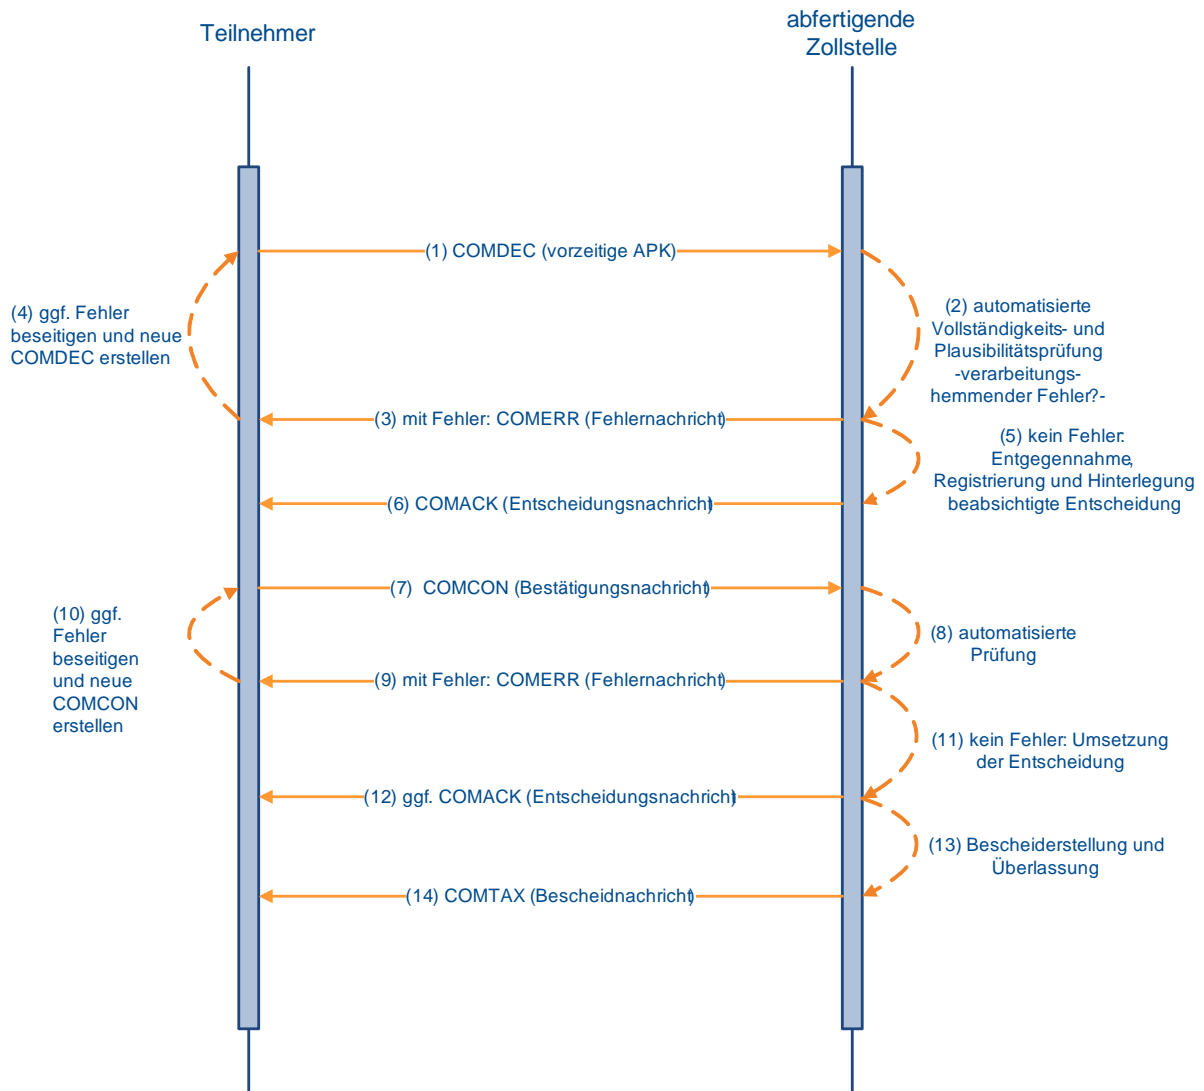 Teilnehmer
abfertigende
Zollstelle
(1) COMDEC (vorzeitige APK)
(4) ggf. Fehler
beseitigen und neue
COMDEC erstellen
(2) automatisierte
Vollständigkeits- und
Plausibilitätsprüfung
-verarbeitungs-
hemmender Fehler?-
(3) mit Fehler: COMERR (Fehlernachricht)
(5) kein Fehler:
Entgegennahme,
Registrierung und Hinterlegung
beabsichtigte Entscheidung
(6) COMACK (Entscheidungsnachricht)
(7) COMCON (Bestätigungsnachricht)
(10) ggf.
Fehler
beseitigen
und neue
COMCON
erstellen
(8) automatisierte
Prüfung
(9) mit Fehler: COMERR (Fehlernachricht)
(11) kein Fehler: Umsetzung
der Entscheidung
(12) ggf. COMACK (Entscheidungsnachricht)
(13) Bescheiderstellung und
Überlassung
(14) COMTAX (Bescheidnachricht)